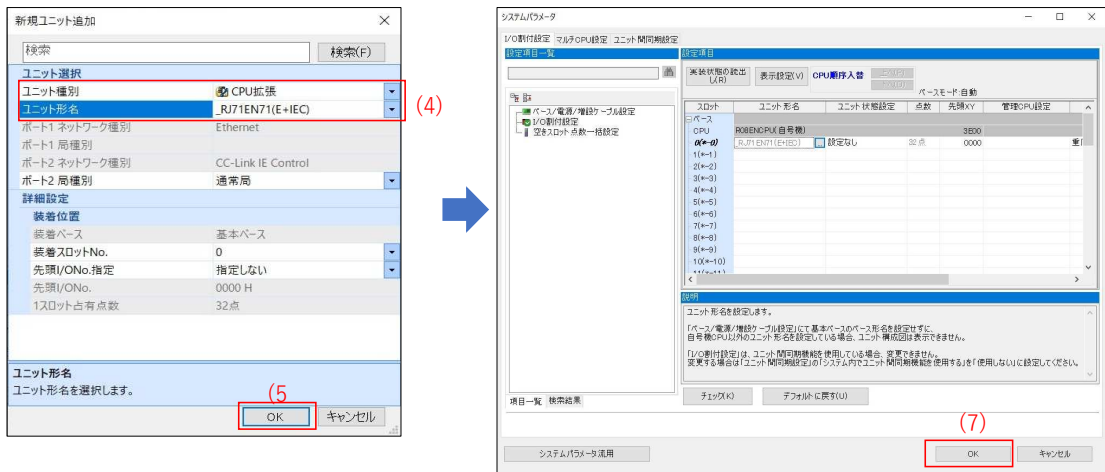 新規ユニット追加
検索
検索(F)
ユニット選択
ユニット種別 CPU拡張
ユニット形名 _RJ71EN71(E+IEC)
(4)
ポート1 ネットワーク種別 Ethernet
ポート1 局種別
ポート2 ネットワーク種別 CC-Link IE Control
ポート2 局種別 通常局
詳細設定
装着位置
装着ベース 基本ベース
装着スロットNo. 0
先頭I/ONo.指定 指定しない
先頭I/ONo. 0000 H
1スロット占有点数 32点
ユニット形名
ユニット形名を選択します。
(5
OK
キャンセル
システムパラメータ
I/O割付設定 マルチCPU設定 ユニット間同期設定
設定項目一覧
ベース/電源/増設ケーブル設定
I/O割付設定
空きスロット点数一括設定
項目一覧 検索結果
設定項目
実装状態の読出
し(R)
表示設定(V)
CPU順序入替
ベースモード:自動
スロット ユニット形名 ユニット状態設定 点数 先頭XY 管理CPU設定
ベース
CPU R08ENCPU(自号機) 3E00
0(*-0) _RJ71EN71(E+IEC) ... 設定なし 32点 0000
1(*-1)
2(*-2)
3(*-3)
4(*-4)
5(*-5)
6(*-6)
7(*-7)
8(*-8)
9(*-9)
10(*-10)
11(*-11)
説明
ユニット形名を設定します。
「ベース/電源/増設ケーブル設定」にて基本ベースのベース形名を設定せずに、
自号機CPU以外のユニット形名を設定している場合、ユニット構成図は表示できません。
「I/O割付設定」は、ユニット間同期機能を使用している場合、変更できません。
変更する場合は「ユニット間同期設定」の「システム内でユニット間同期機能を使用する」を「使用しない」に設定してください。
チェック(K)
デフォルトに戻す(U)
(7)
システムパラメータ流用
OK
キャンセル